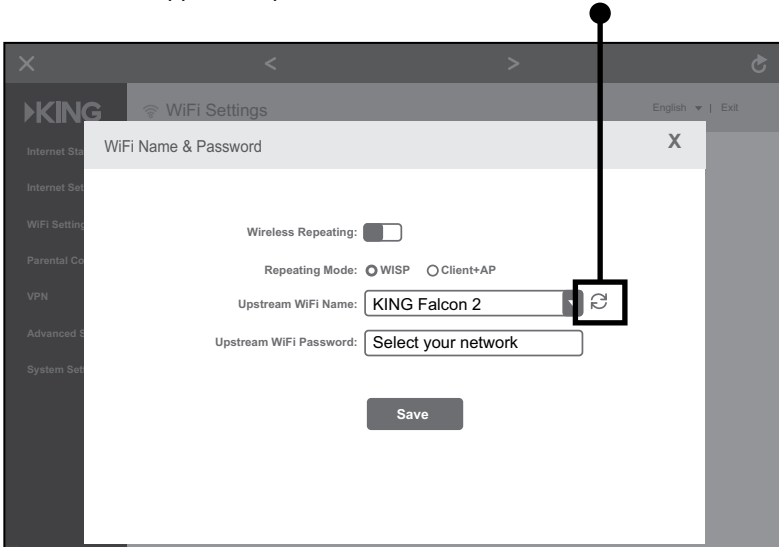 X < >
KING WiFi Settings English | Exit
WiFi Name & Password X
Internet Sta
Internet Set
WiFi Setting
Parental Co
VPN
Advanced S
System Set
Wireless Repeating:
Repeating Mode: WISP Client+AP
Upstream WiFi Name: KING Falcon 2
Upstream WiFi Password: Select your network
Save